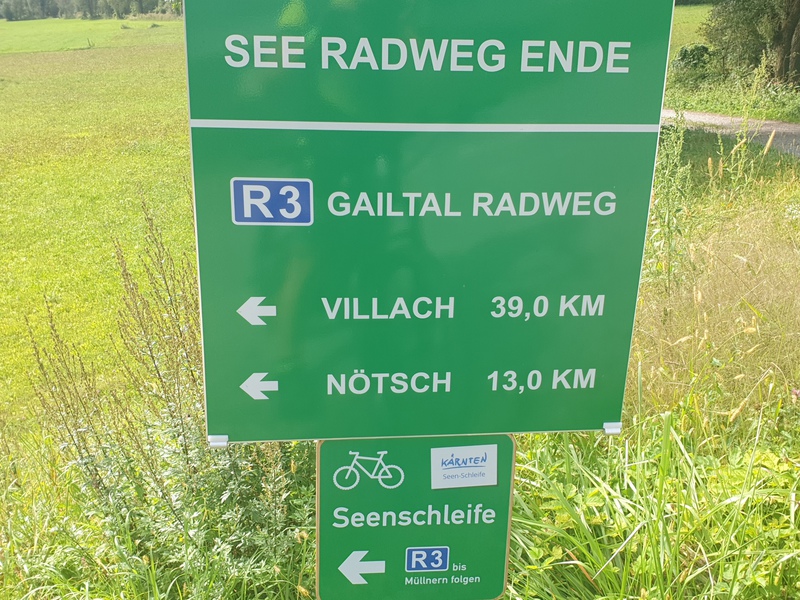 SEE RADWEG ENDE
R3 GAILTAL RADWEG
VILLACH 39,0 KM
NÖTSCH 13,0 KM
KÄRNTEN
Seen-Schleife
Seenschleife
R3 bis
Müllnern folgen